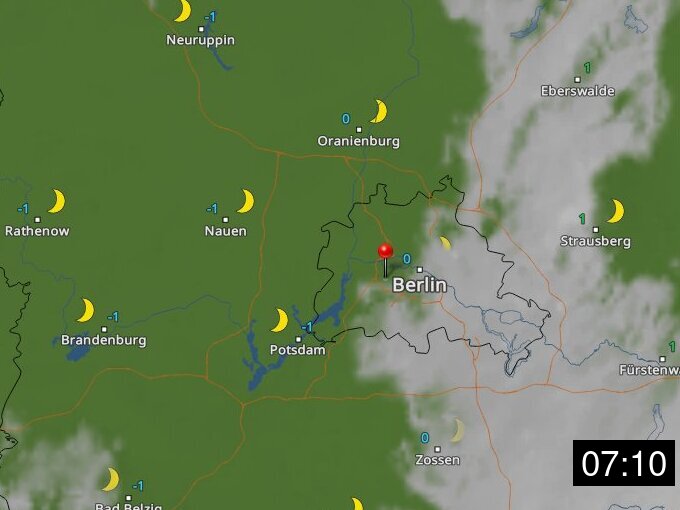 -1
Neuruppin
1
Eberswalde
0
Oranienburg
-1
Rathenow
-1
Nauen
1
Strausberg
0
Berlin
-1
Brandenburg
-1
Potsdam
1
Fürstenwa
0
Zossen
07:10
-1
Bad Belzig